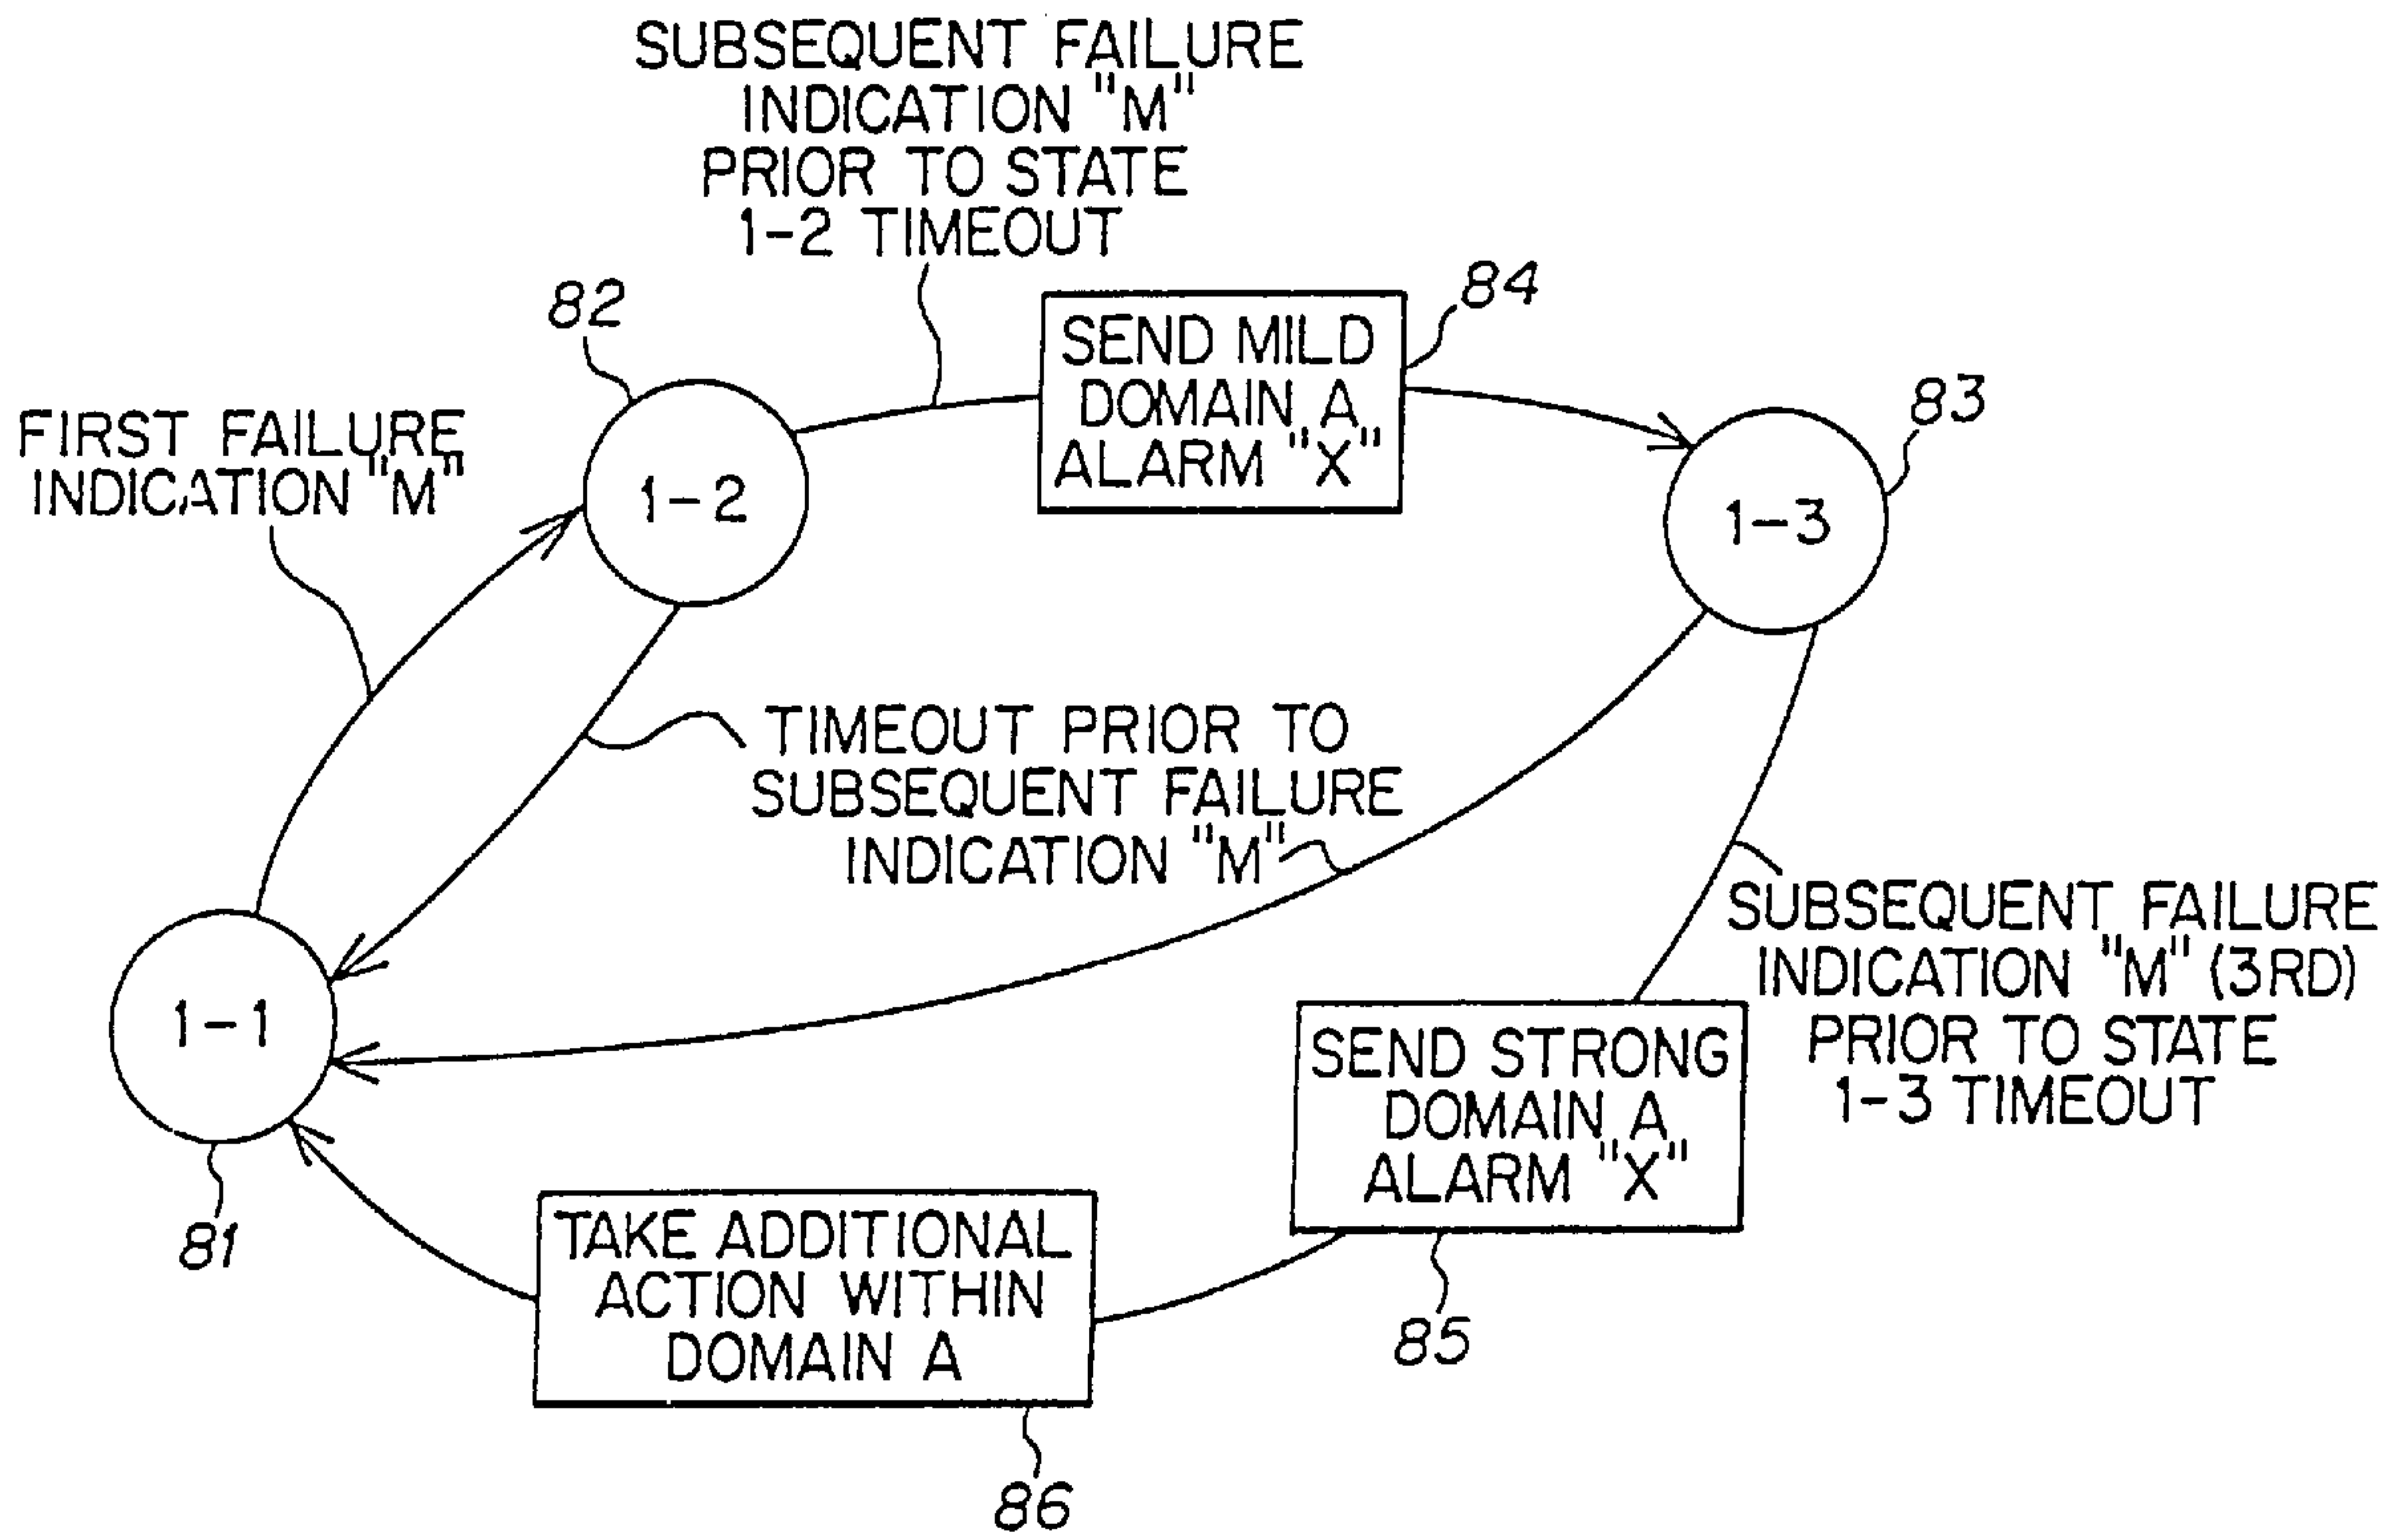 SUBSEQUENT FAILURE
INDICATION "M"
PRIOR TO STATE
1-2 TIMEOUT
82
84
SEND MILD
DOMAIN A
ALARM "X"
83
FIRST FAILURE
INDICATION "M"
1-2
1-3
TIMEOUT PRIOR TO
SUBSEQUENT FAILURE
INDICATION "M"
SUBSEQUENT FAILURE
INDICATION "M" (3RD)
PRIOR TO STATE
1-3 TIMEOUT
1-1
SEND STRONG
DOMAIN A
ALARM "X"
81
TAKE ADDITIONAL
ACTION WITHIN
DOMAIN A
85
86